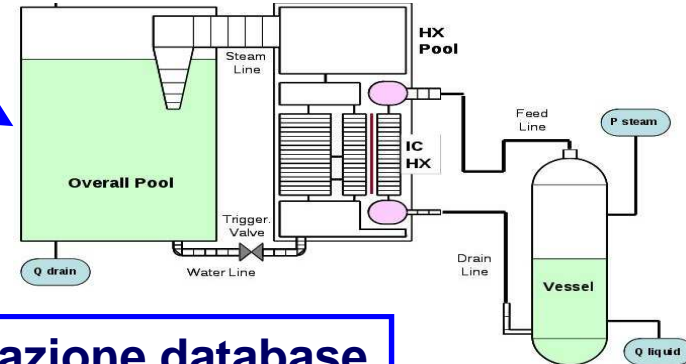 HX
Pool
Steam
Line
Feed
Line
P steam
IC
HX
Overall Pool
Trigger.
Valve
Q drain
Water Line
Drain
Line
Vessel
Q liquid
azione database